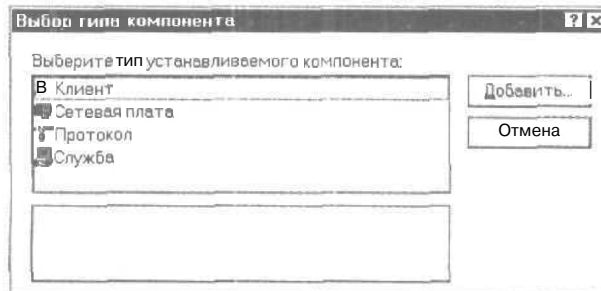 Выбор типа компонента
Выберите тип устанавливаемого компонента:
В Клиент
Сетевая плата
Протокол
Служба
Добавить...
Отмена